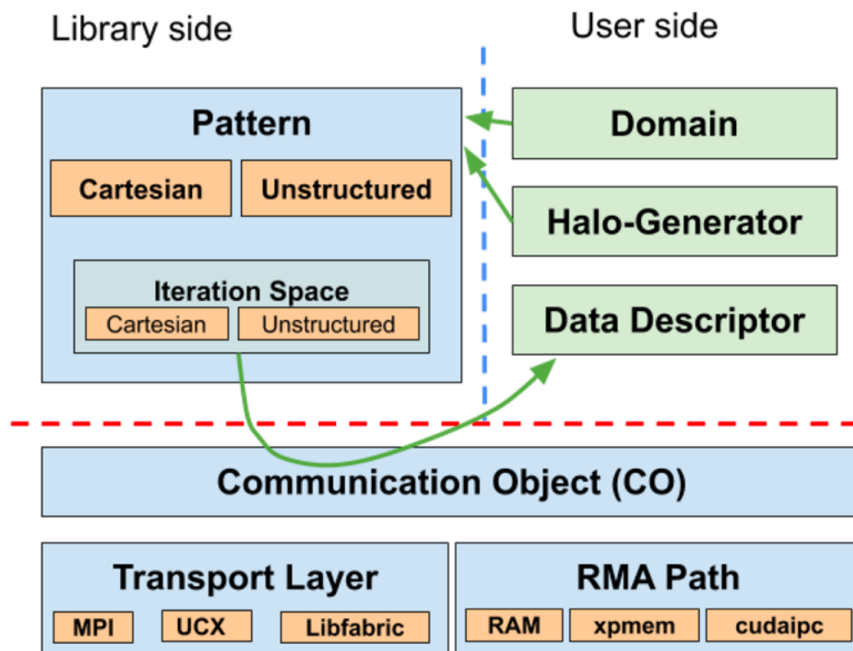 Library side
User side
Pattern
Cartesian
Unstructured
Iteration Space
Cartesian
Unstructured
Domain
Halo-Generator
Data Descriptor
Communication Object (CO)
Transport Layer
MPI
UCX
Libfabric
RMA Path
RAM
xpmem
cudaipc